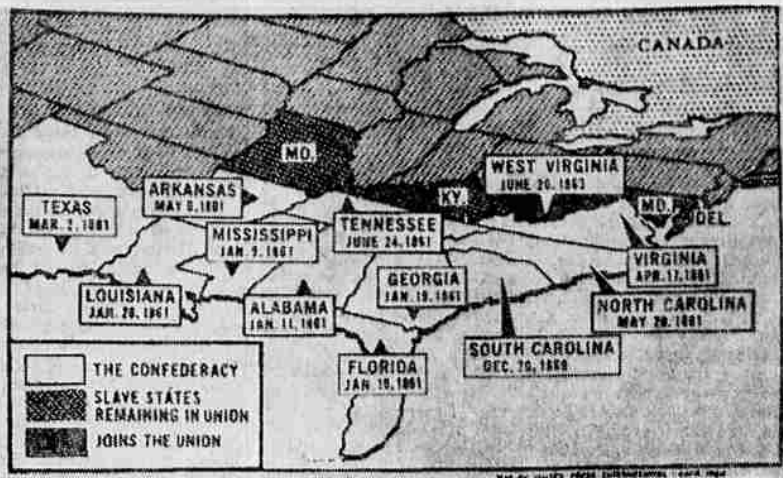 CANADA
MO.
WEST VIRGINIA
JUNE 20, 1863
KY.
MD.
DEL.
ARKANSAS
MAY 6, 1861
TEXAS
MAR. 2, 1861
TENNESSEE
JUNE 24, 1861
MISSISSIPPI
JAN. 9, 1861
VIRGINIA
APR. 17, 1861
GEORGIA
JAN. 19, 1861
LOUISIANA
JAN. 26, 1861
ALABAMA
JAN. 11, 1861
NORTH CAROLINA
MAY 20, 1861
SOUTH CAROLINA
DEC. 20, 1860
FLORIDA
JAN. 10, 1861
THE CONFEDERACY
SLAVE STATES
REMAINING IN UNION
JOINS THE UNION